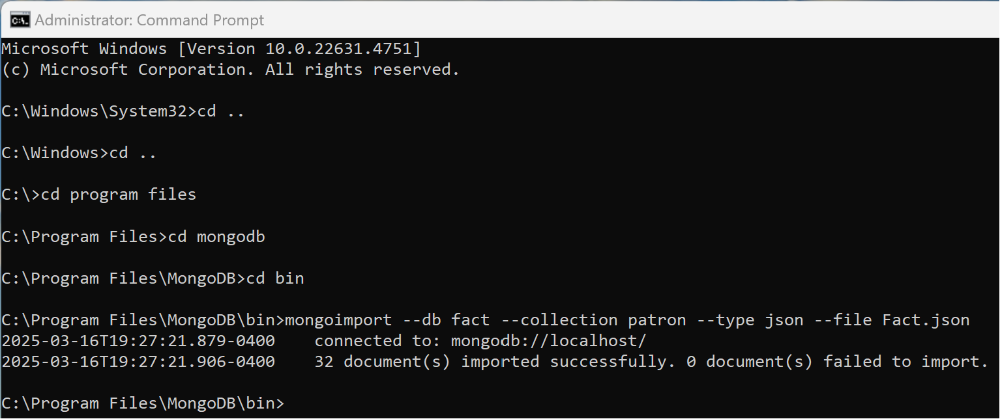 Administrator: Command Prompt
Microsoft Windows [Version 10.0.22631.4751]
(c) Microsoft Corporation. All rights reserved.
C:\Windows\System32>cd ..
C:\Windows>cd ..
C:\>cd program files
C:\Program Files>cd mongodb
C:\Program Files\MongoDB>cd bin
C:\Program Files\MongoDB\bin>mongoimport --db fact --collection patron --type json --file Fact.json
2025-03-16T19:27:21.879-0400    connected to: mongodb://localhost/
2025-03-16T19:27:21.906-0400    32 document(s) imported successfully. 0 document(s) failed to import.
C:\Program Files\MongoDB\bin>